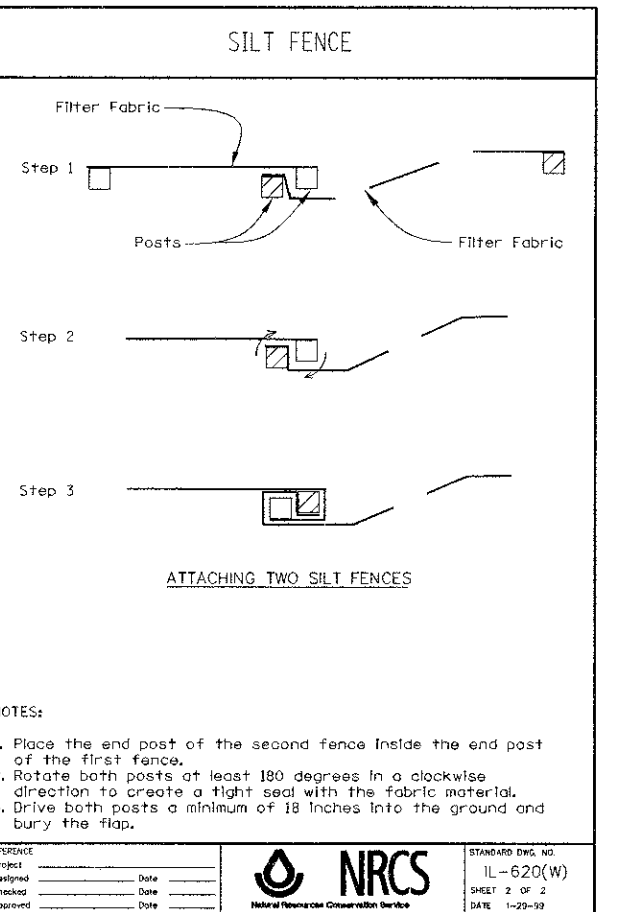 SILT FENCE
Filter Fabric
Step 1
Posts
Filter Fabric
Step 2
Step 3
ATTACHING TWO SILT FENCES
OTES:
. Place the end post of the second fence inside the end post
of the first fence.
. Rotate both posts at least 180 degrees in a clockwise
direction to create a tight seal with the fabric material.
. Drive both posts a minimum of 18 inches into the ground and
bury the flap.
FERENCE
roject
esigned Date
hecked Date
pproved Date
NRCS
Natural Resources Conservation Service
STANDARD DWG. NO.
IL-620(W)
SHEET 2 OF 2
DATE 1-29-99